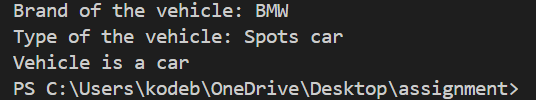 Brand of the vehicle: BMW
Type of the vehicle: Spots car
Vehicle is a car
PS C:\Users\kodeb\OneDrive\Desktop\assignment>